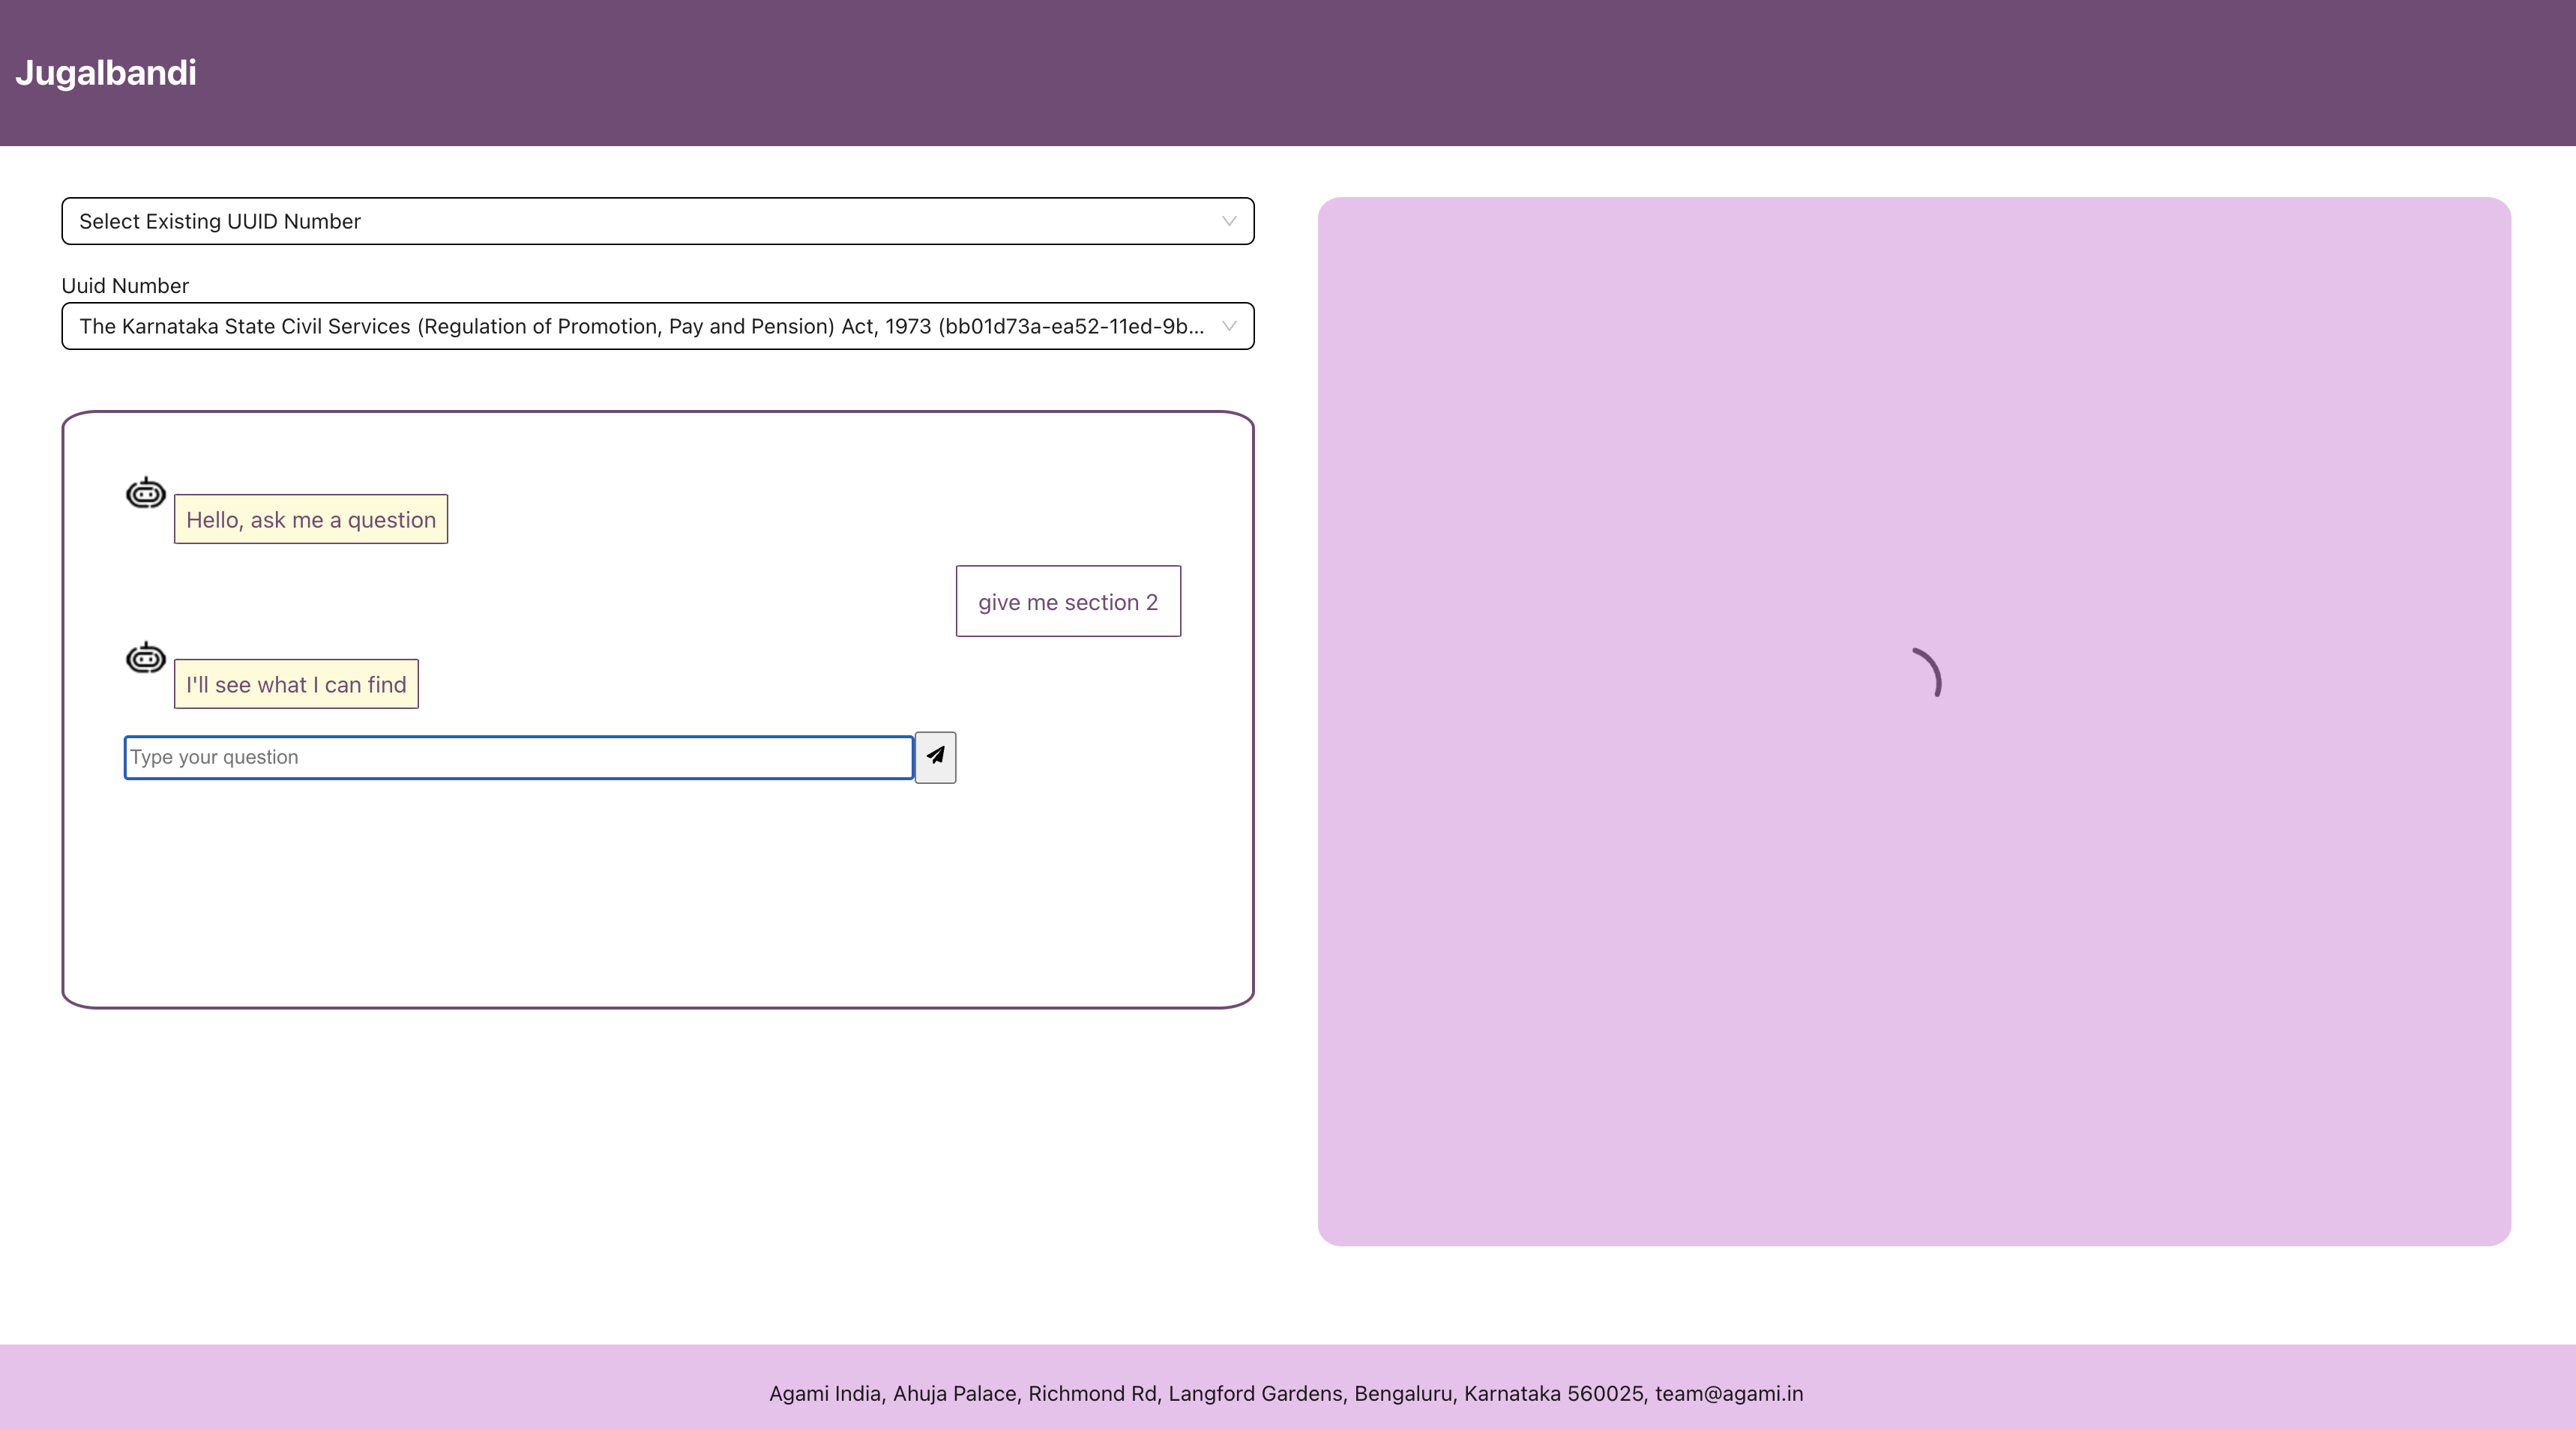 Jugalbandi
Select Existing UUID Number
Uuid Number
The Karnataka State Civil Services (Regulation of Promotion, Pay and Pension) Act, 1973 (bb01d73a-ea52-11ed-9b...
Hello, ask me a question
give me section 2
I'll see what I can find
Type your question
Agami India, Ahuja Palace, Richmond Rd, Langford Gardens, Bengaluru, Karnataka 560025, team@agami.in